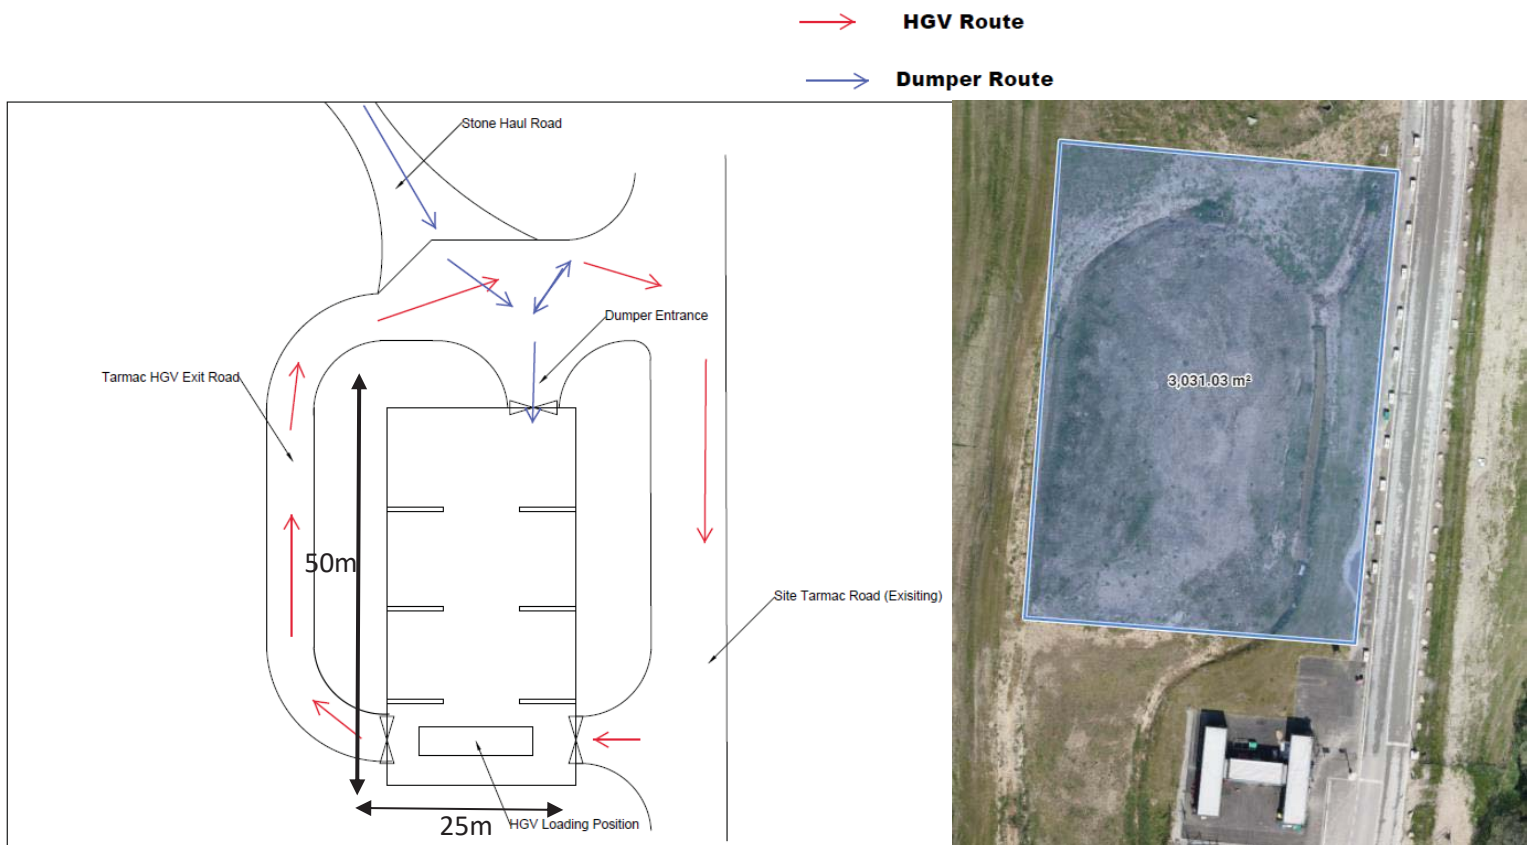 HGV Route
Dumper Route
Stone Haul Road
Dumper Entrance
Tarmac HGV Exit Road
3,031.03 m²
50m
Site Tarmac Road (Exisiting)
25m
HGV Loading Position